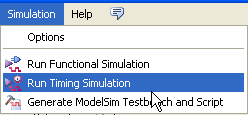 Simulation Help
Options
Run Functional Simulation
Run Timing Simulation
Generate ModelSim Testbench and Script